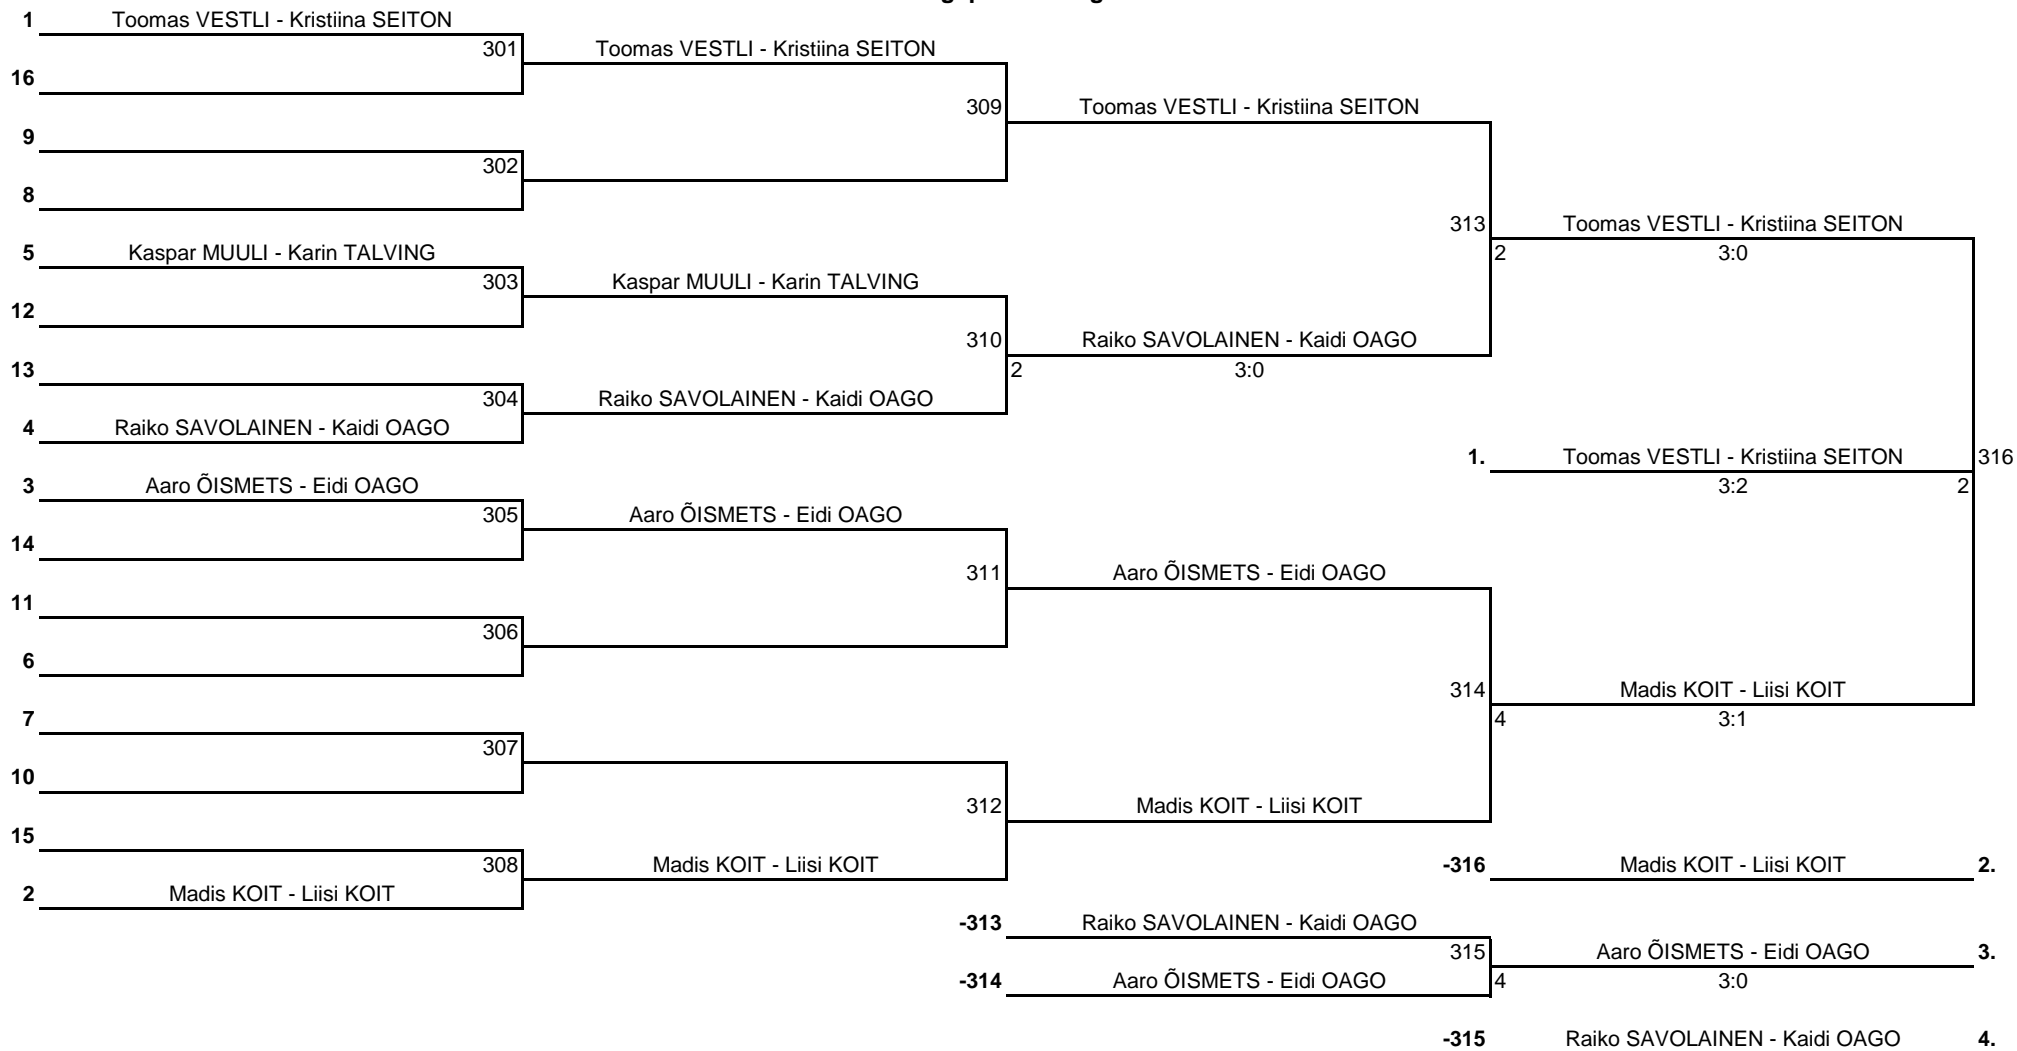 1 Toomas VESTLI - Kristiina SEITON
301 Toomas VESTLI - Kristiina SEITON
16
309 Toomas VESTLI - Kristiina SEITON
9
302
8
313 Toomas VESTLI - Kristiina SEITON
5 Kaspar MUULI - Karin TALVING
2 3:0
303 Kaspar MUULI - Karin TALVING
12
310 Raiko SAVOLAINEN - Kaidi OAGO
13
2 3:0
304 Raiko SAVOLAINEN - Kaidi OAGO
4 Raiko SAVOLAINEN - Kaidi OAGO
1. Toomas VESTLI - Kristiina SEITON 316
3 Aaro ÕISMETS - Eidi OAGO
3:2 2
305 Aaro ÕISMETS - Eidi OAGO
14
311 Aaro ÕISMETS - Eidi OAGO
11
306
6
314 Madis KOIT - Liisi KOIT
7
4 3:1
307
10
312 Madis KOIT - Liisi KOIT
15
308 Madis KOIT - Liisi KOIT
-316 Madis KOIT - Liisi KOIT 2.
2 Madis KOIT - Liisi KOIT
-313 Raiko SAVOLAINEN - Kaidi OAGO
315 Aaro ÕISMETS - Eidi OAGO 3.
-314 Aaro ÕISMETS - Eidi OAGO
4 3:0
-315 Raiko SAVOLAINEN - Kaidi OAGO 4.